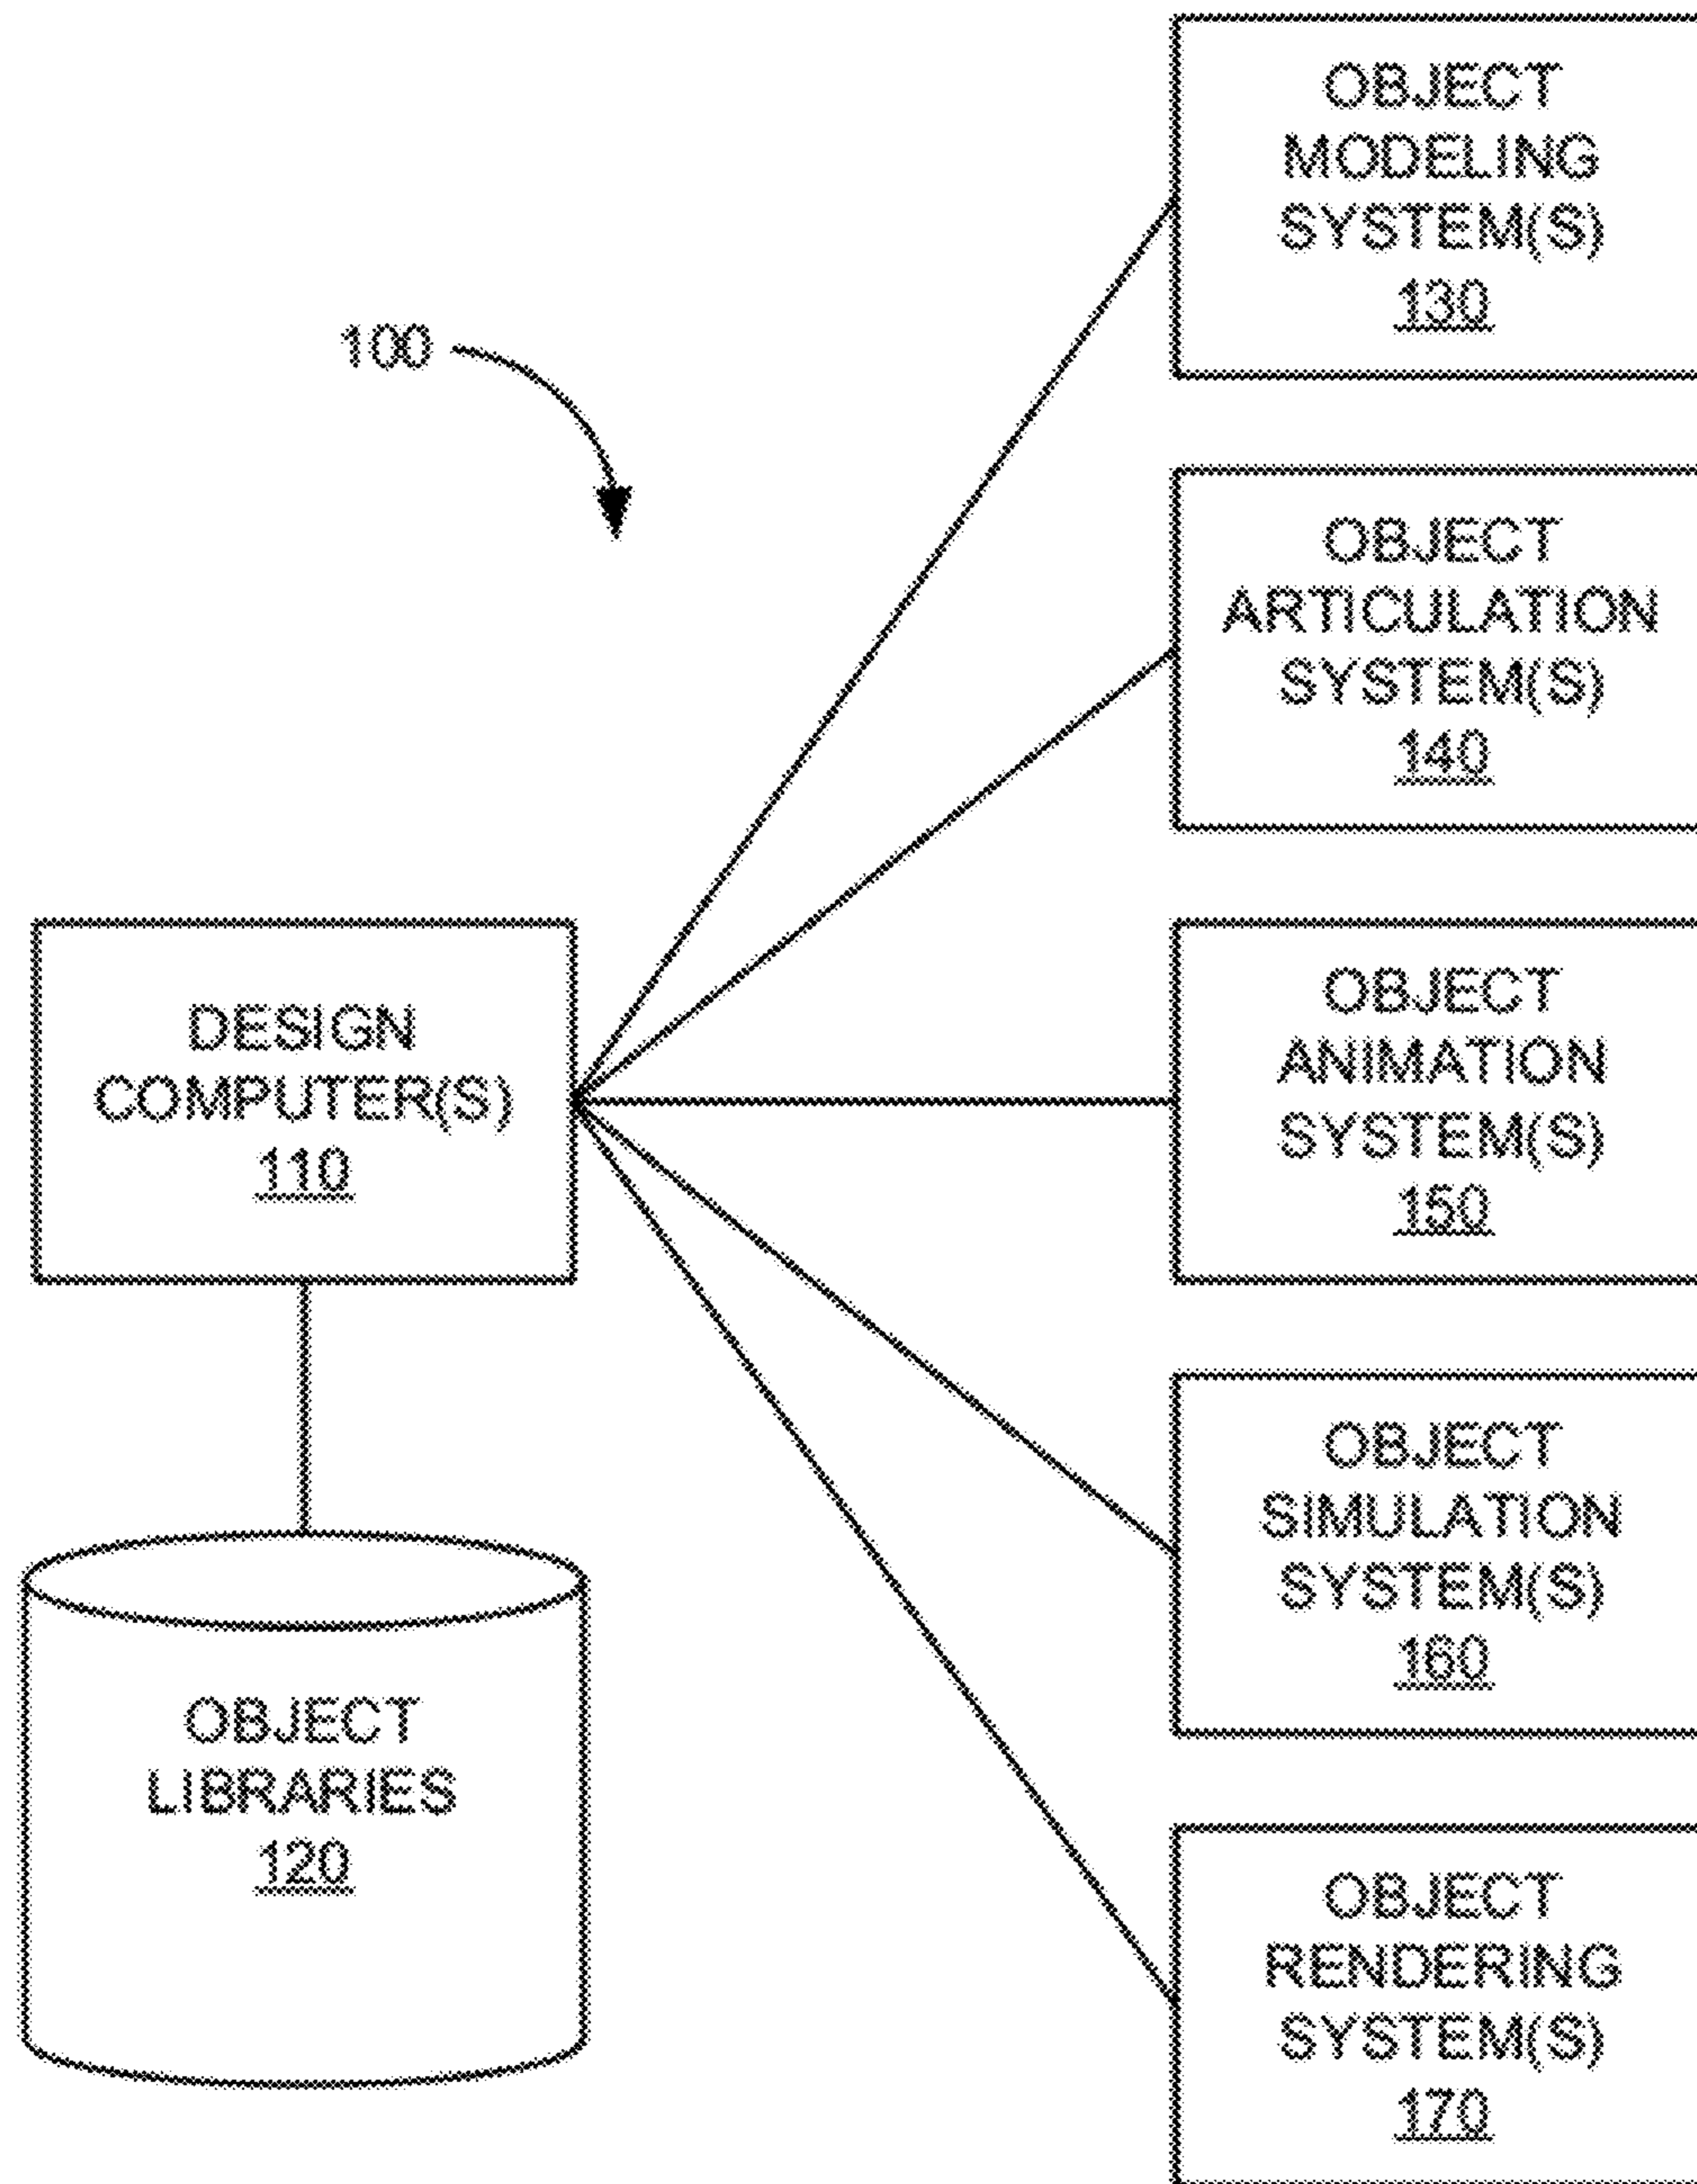 OBJECT
MODELING
SYSTEM(S)
130
100
OBJECT
ARTICULATION
SYSTEM(S)
140
DESIGN
COMPUTER(S)
110
OBJECT
ANIMATION
SYSTEM(S)
150
OBJECT
SIMULATION
SYSTEM(S)
160
OBJECT
LIBRARIES
120
OBJECT
RENDERING
SYSTEM(S)
170